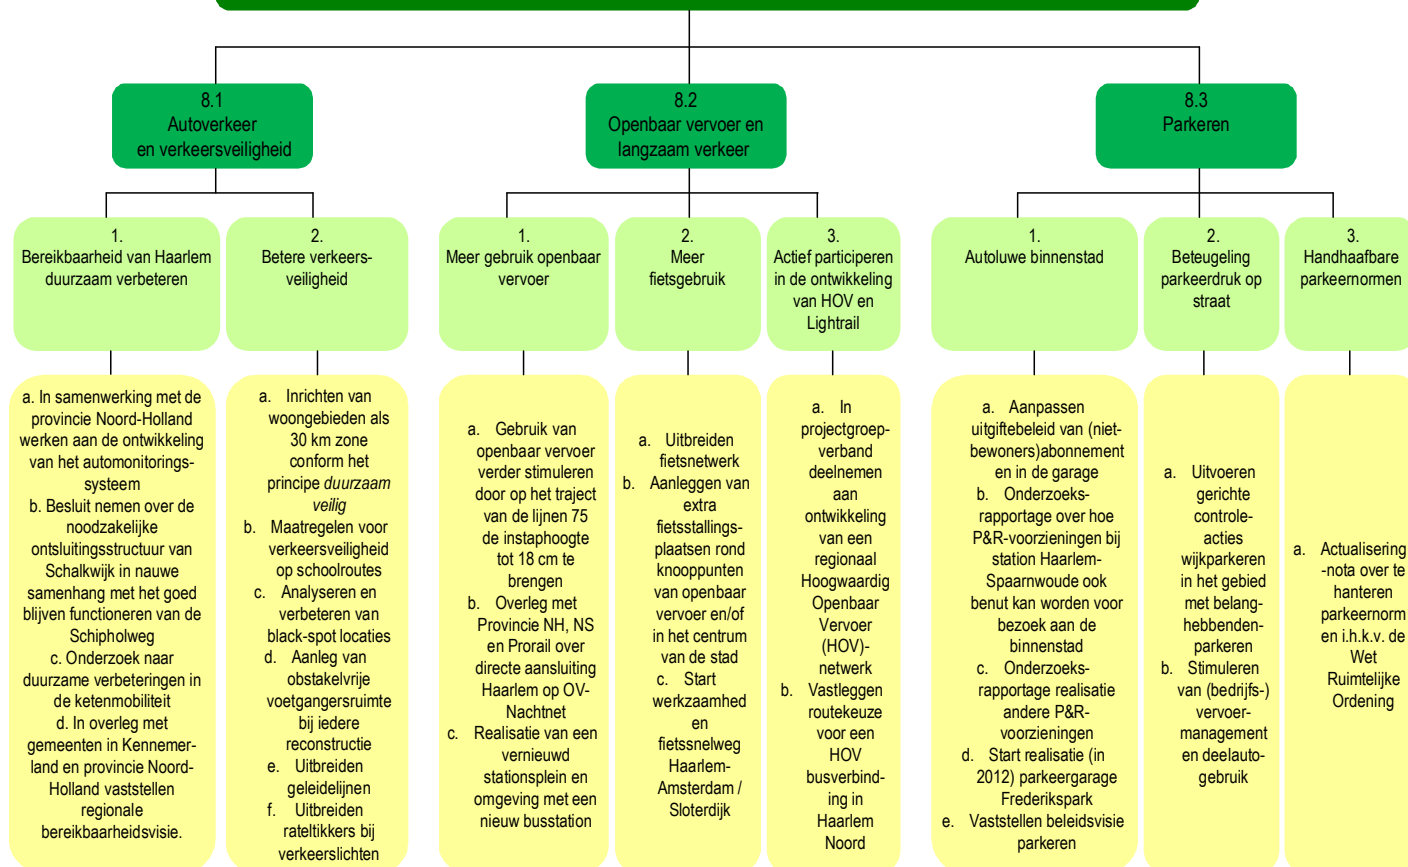 8.1
Autoverkeer
en verkeersveiligheid
8.2
Openbaar vervoer en
langzaam verkeer
8.3
Parkeren
1.
Bereikbaarheid van Haarlem
duurzaam verbeteren
2.
Betere verkeers-
veiligheid
1.
Meer gebruik openbaar
vervoer
2.
Meer
fietsgebruik
3.
Actief participeren
in de ontwikkeling
van HOV en
Lightrail
1.
Autoluwe binnenstad
2.
Beteugeling
parkeerdruk op
straat
3.
Handhaafbare
parkeernormen
a. In samenwerking met de
provincie Noord-Holland
werken aan de ontwikkeling
van het automonitorings-
systeem
b. Besluit nemen over de
noodzakelijke
ontsluitingsstructuur van
Schalkwijk in nauwe
samenhang met het goed
blijven functioneren van de
Schipholweg
c. Onderzoek naar
duurzame verbeteringen in
de ketenmobiliteit
d. In overleg met
gemeenten in Kennemer-
land en provincie Noord-
Holland vaststellen
regionale
bereikbaarheidsvisie.
a. Inrichten van
woongebieden als
30 km zone
conform het
principe duurzaam
veilig
b. Maatregelen voor
verkeersveiligheid
op schoolroutes
c. Analyseren en
verbeteren van
black-spot locaties
d. Aanleg van
obstakelvrije
voetgangersruimte
bij iedere
reconstructie
e. Uitbreiden
geleidelijnen
f. Uitbreiden
rateltikkers bij
verkeerslichten
a. Gebruik van
openbaar vervoer
verder stimuleren
door op het traject
van de lijnen 75
de instaphoogte
tot 18 cm te
brengen
b. Overleg met
Provincie NH, NS
en Prorail over
directe aansluiting
Haarlem op OV-
Nachtnet
c. Realisatie van een
vernieuwd
stationsplein en
omgeving met een
nieuw busstation
a. Uitbreiden
fietsnetwerk
b. Aanleggen van
extra
fietsstallings-
plaatsen rond
knooppunten
van openbaar
vervoer en/of
in het centrum
van de stad
c. Start
werkzaamhed
en
fietssnelweg
Haarlem-
Amsterdam /
Sloterdijk
a. In
projectgroep-
verband
deelnemen
aan
ontwikkeling
van een
regionaal
Hoogwaardig
Openbaar
Vervoer
(HOV)-
netwerk
b. Vastleggen
routekeuze
voor een
HOV
busverbind-
ing in
Haarlem
Noord
a. Aanpassen
uitgiftebeleid van (niet-
bewoners)abonnement
en in de garage
b. Onderzoeks-
rapportage over hoe
P&R-voorzieningen bij
station Haarlem-
Spaarnwoude ook
benut kan worden voor
bezoek aan de
binnenstad
c. Onderzoeks-
rapportage realisatie
andere P&R-
voorzieningen
d. Start realisatie (in
2012) parkeergarage
Frederikspark
e. Vaststellen beleidsvisie
parkeren
a. Uitvoeren
gerichte
controle-
acties
wijkparkeren
in het gebied
met belang-
hebbenden-
parkeren
b. Stimuleren
van (bedrijfs-)
vervoer-
management
en deelauto-
gebruik
a. Actualisering
-nota over te
hanteren
parkeernorm
en i.h.k.v. de
Wet
Ruimtelijke
Ordening